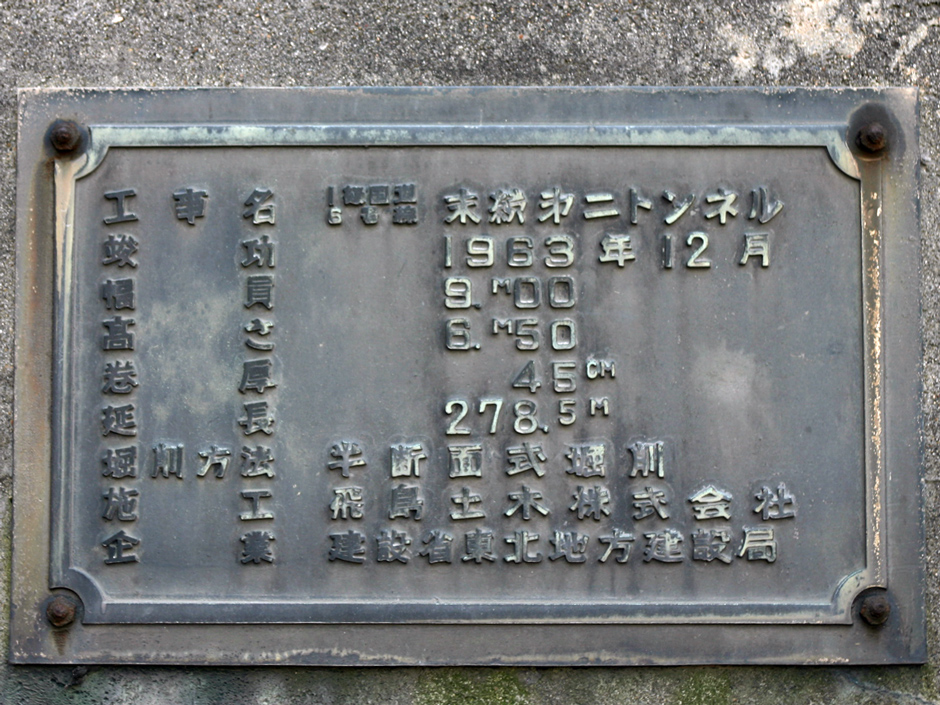 工事名 末続㐧二トンネル
竣功 1963年12月
幅員 9.M00
高さ 6.M50
巻厚 45CM
延長 278.5M
堀削方法 半断面式堀削
施工 飛島土木株式会社
企業 建設省東北地方建設局